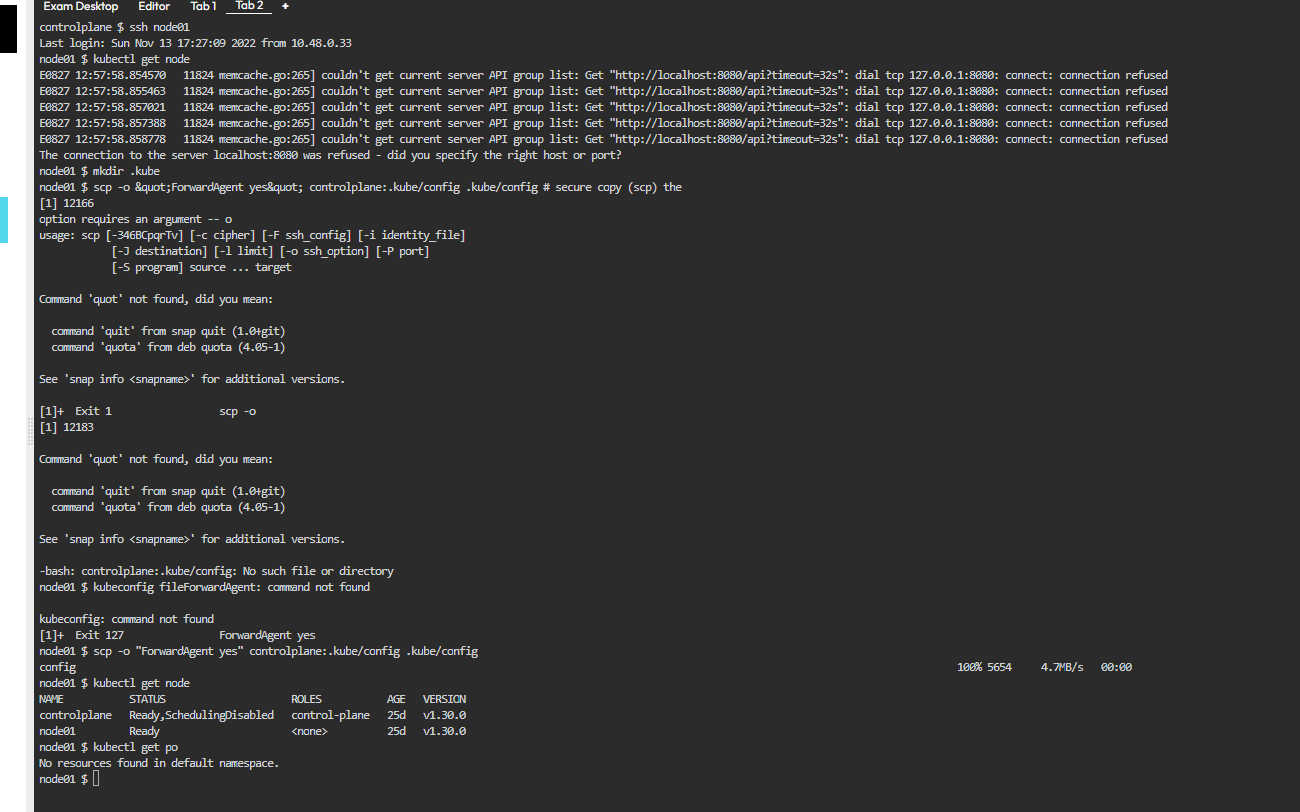 Exam Desktop Editor Tab 1 Tab 2 +
controlplane $ ssh node01
Last login: Sun Nov 13 17:27:09 2022 from 10.48.0.33
node01 $ kubectl get node
E0827 12:57:58.854570   11824 memcache.go:265] couldn't get current server API group list: Get "http://localhost:8080/api?timeout=32s": dial tcp 127.0.0.1:8080: connect: connection refused
E0827 12:57:58.855463   11824 memcache.go:265] couldn't get current server API group list: Get "http://localhost:8080/api?timeout=32s": dial tcp 127.0.0.1:8080: connect: connection refused
E0827 12:57:58.857021   11824 memcache.go:265] couldn't get current server API group list: Get "http://localhost:8080/api?timeout=32s": dial tcp 127.0.0.1:8080: connect: connection refused
E0827 12:57:58.857388   11824 memcache.go:265] couldn't get current server API group list: Get "http://localhost:8080/api?timeout=32s": dial tcp 127.0.0.1:8080: connect: connection refused
E0827 12:57:58.858778   11824 memcache.go:265] couldn't get current server API group list: Get "http://localhost:8080/api?timeout=32s": dial tcp 127.0.0.1:8080: connect: connection refused
The connection to the server localhost:8080 was refused - did you specify the right host or port?
node01 $ mkdir .kube
node01 $ scp -o &quot;ForwardAgent yes&quot; controlplane:.kube/config .kube/config # secure copy (scp) the
[1] 12166
option requires an argument -- o
usage: scp [-346BCpqrTv] [-c cipher] [-F ssh_config] [-i identity_file]
            [-J destination] [-l limit] [-o ssh_option] [-P port]
            [-S program] source ... target
Command 'quot' not found, did you mean:
  command 'quit' from snap quit (1.0+git)
  command 'quota' from deb quota (4.05-1)
See 'snap info <snapname>' for additional versions.
[1]+  Exit 1                  scp -o
[1] 12183
Command 'quot' not found, did you mean:
  command 'quit' from snap quit (1.0+git)
  command 'quota' from deb quota (4.05-1)
See 'snap info <snapname>' for additional versions.
-bash: controlplane:.kube/config: No such file or directory
node01 $ kubeconfig fileForwardAgent: command not found
kubeconfig: command not found
[1]+  Exit 127                ForwardAgent yes
node01 $ scp -o "ForwardAgent yes" controlplane:.kube/config .kube/config
config 100% 5654 4.7MB/s 00:00
node01 $ kubectl get node
NAME           STATUS                     ROLES           AGE   VERSION
controlplane   Ready,SchedulingDisabled   control-plane   25d   v1.30.0
node01         Ready                      <none>          25d   v1.30.0
node01 $ kubectl get po
No resources found in default namespace.
node01 $